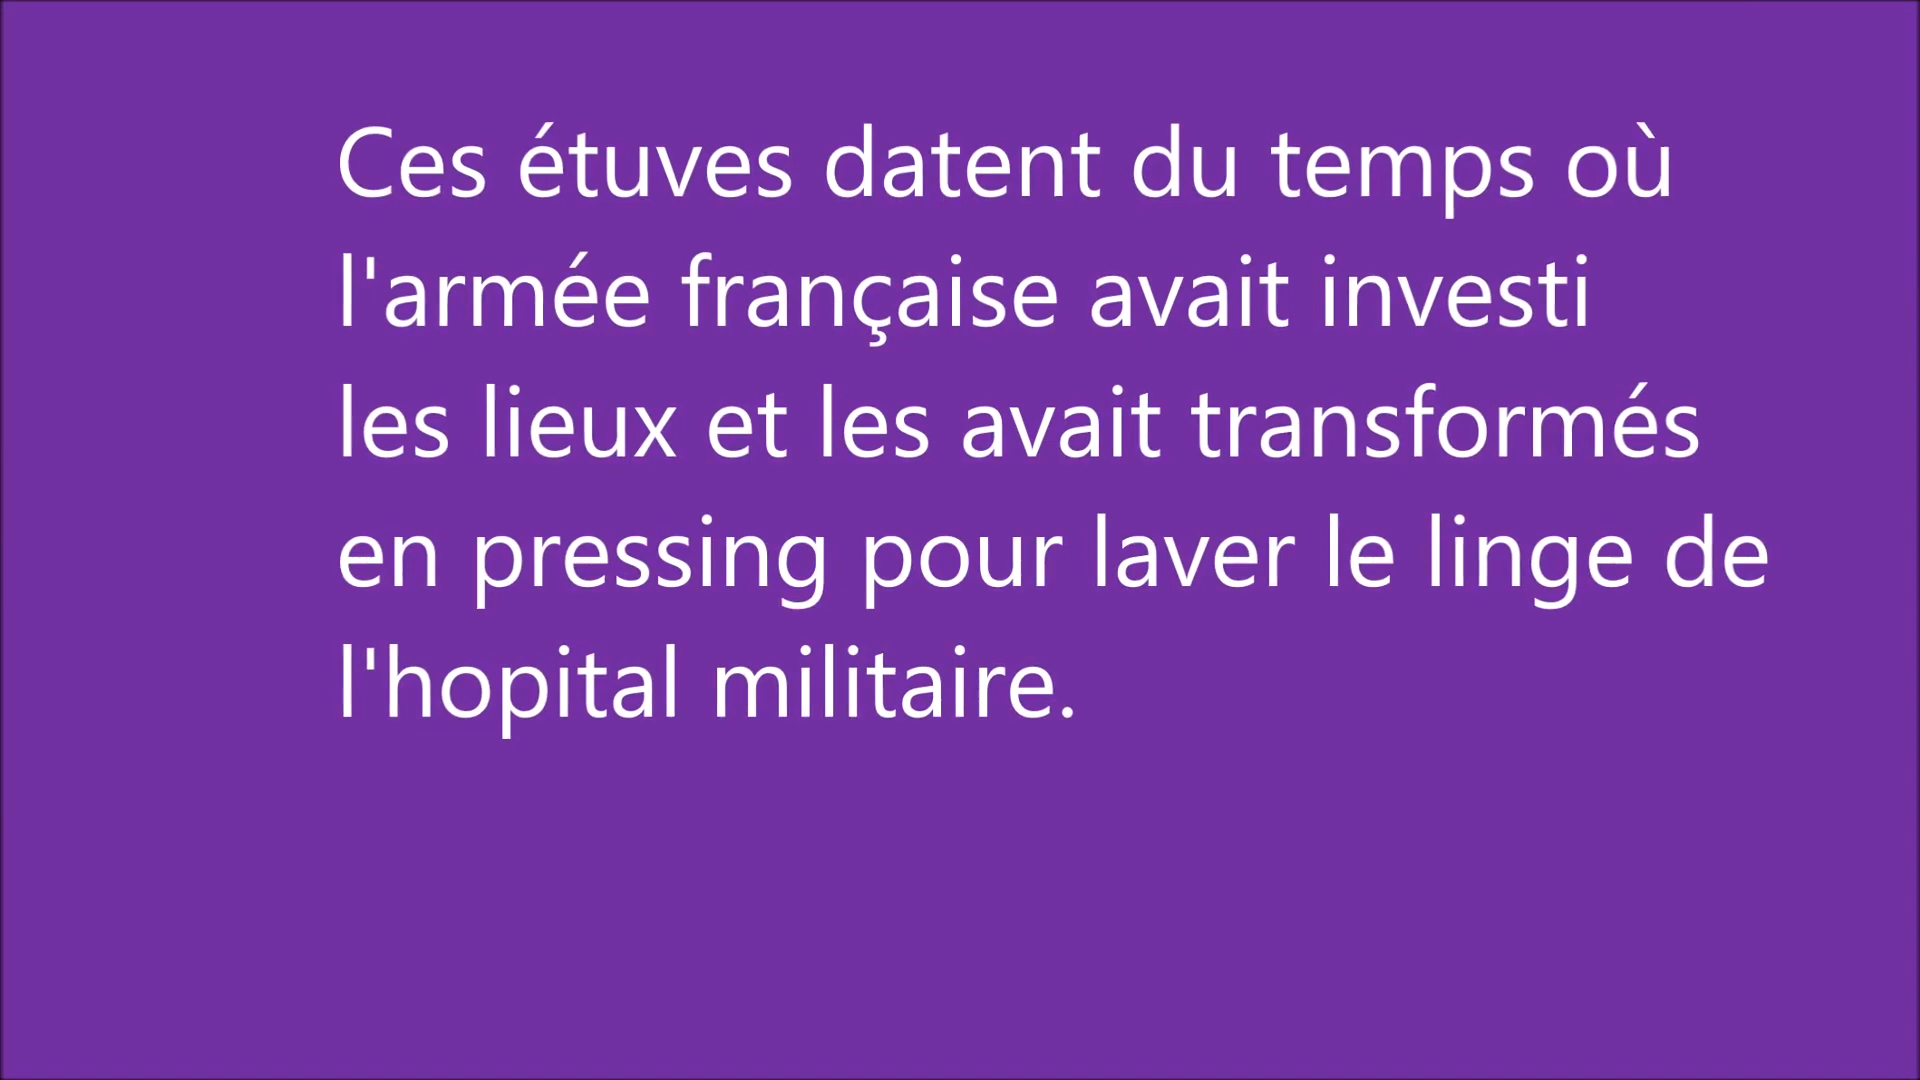 Ces étuves datent du temps où
l'armée française avait investi
les lieux et les avait transformés
en pressing pour laver le linge de
l'hopital militaire.